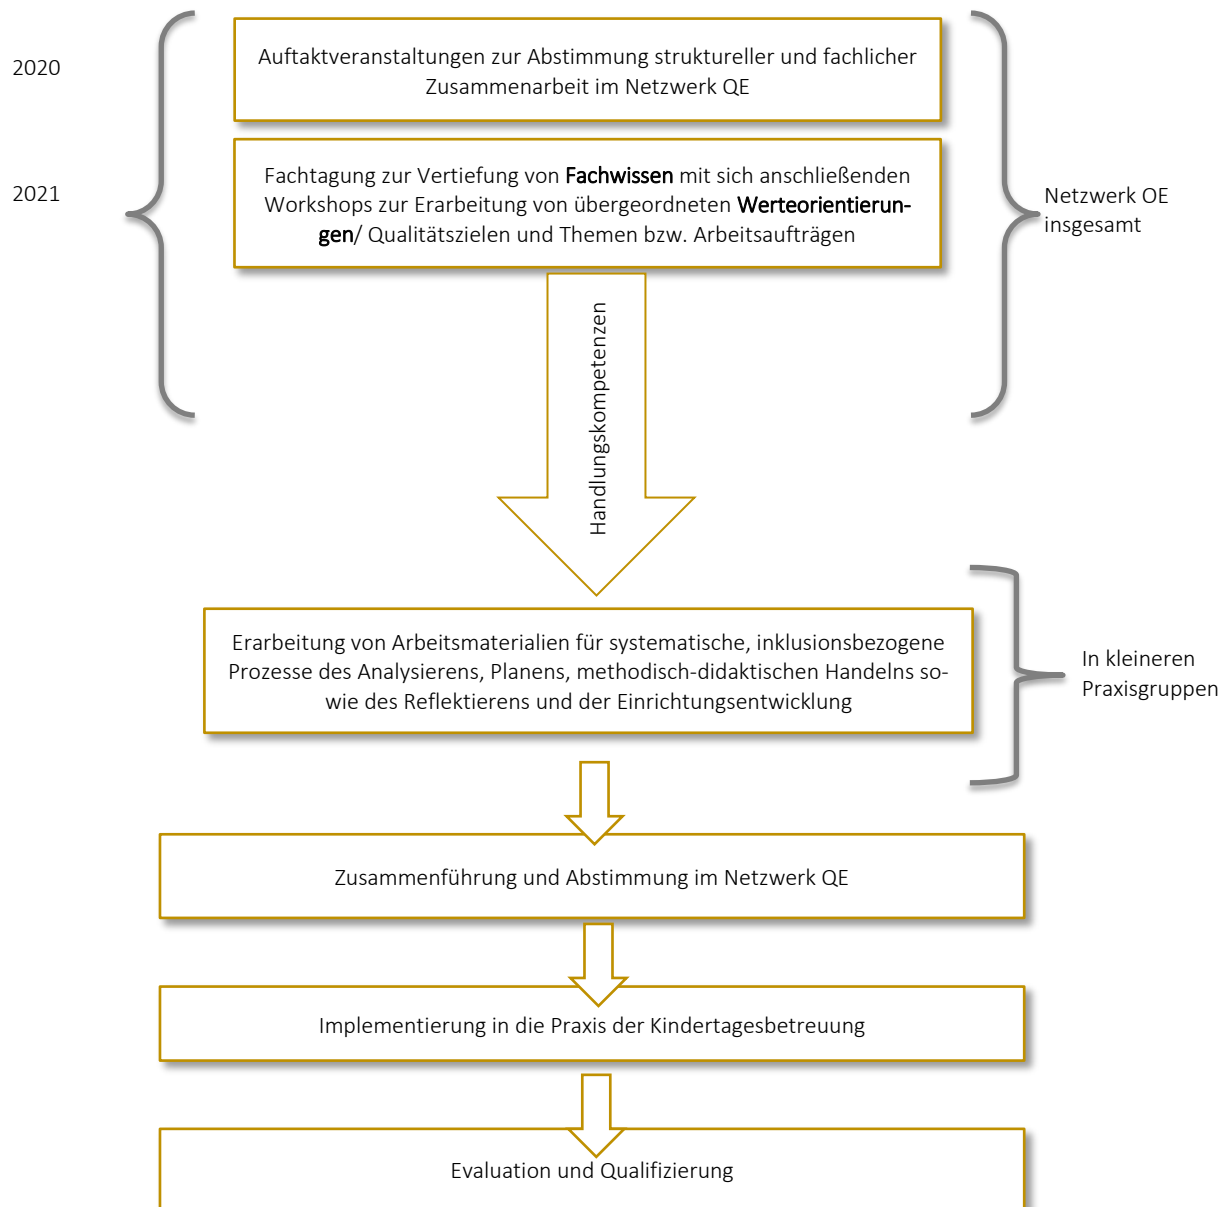 2020
Auftaktveranstaltungen zur Abstimmung struktureller und fachlicher
Zusammenarbeit im Netzwerk QE
2021
Fachtagung zur Vertiefung von Fachwissen mit sich anschließenden
Workshops zur Erarbeitung von übergeordneten Werteorientierun-
gen/ Qualitätszielen und Themen bzw. Arbeitsaufträgen
Netzwerk OE
insgesamt
Handlungskompetenzen
Erarbeitung von Arbeitsmaterialien für systematische, inklusionsbezogene
Prozesse des Analysierens, Planens, methodisch-didaktischen Handelns so-
wie des Reflektierens und der Einrichtungsentwicklung
In kleineren
Praxisgruppen
Zusammenführung und Abstimmung im Netzwerk QE
Implementierung in die Praxis der Kindertagesbetreuung
Evaluation und Qualifizierung